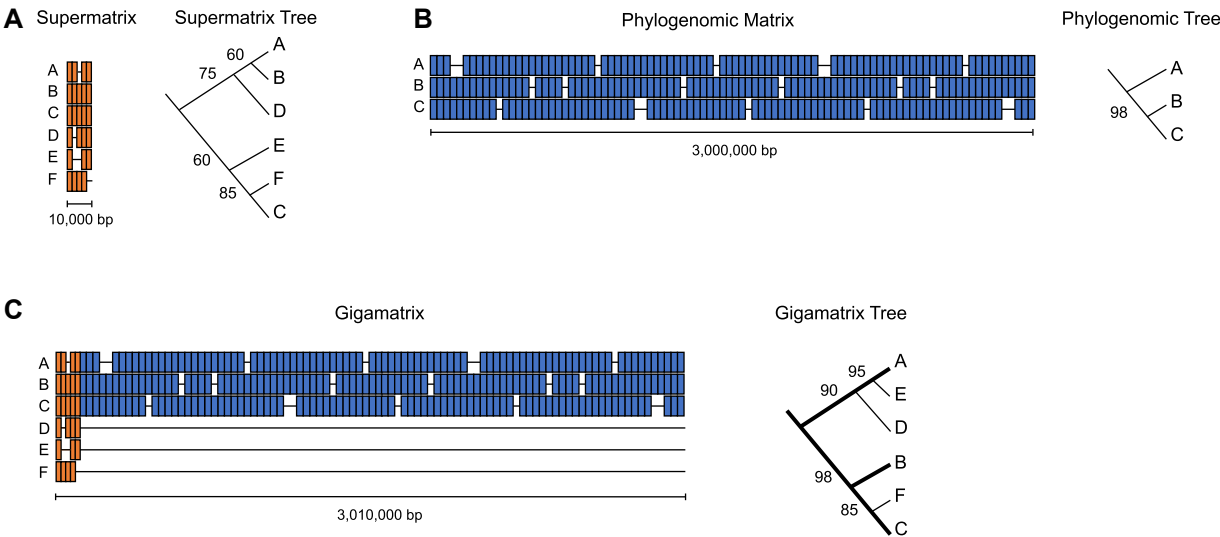 A
Supermatrix
Supermatrix Tree
A
B
C
D
E
F
10,000 bp
60
75
60
85
A
B
D
E
F
C
B
Phylogenomic Matrix
Phylogenomic Tree
A
B
C
3,000,000 bp
98
A
B
C
C
Gigamatrix
Gigamatrix Tree
A
B
C
D
E
F
3,010,000 bp
95
90
98
85
A
E
D
B
F
C